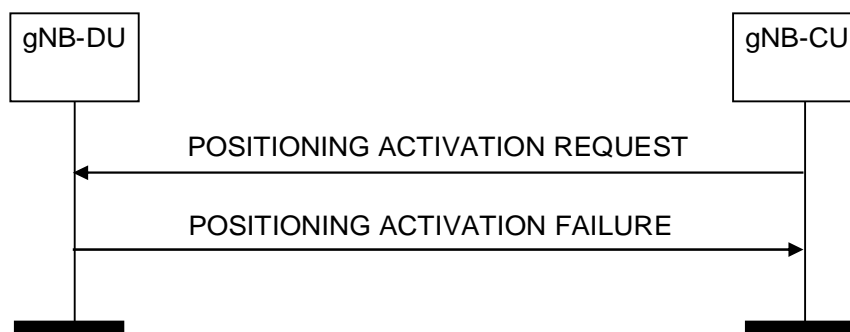 gNB-DU
gNB-CU
POSITIONING ACTIVATION REQUEST
POSITIONING ACTIVATION FAILURE